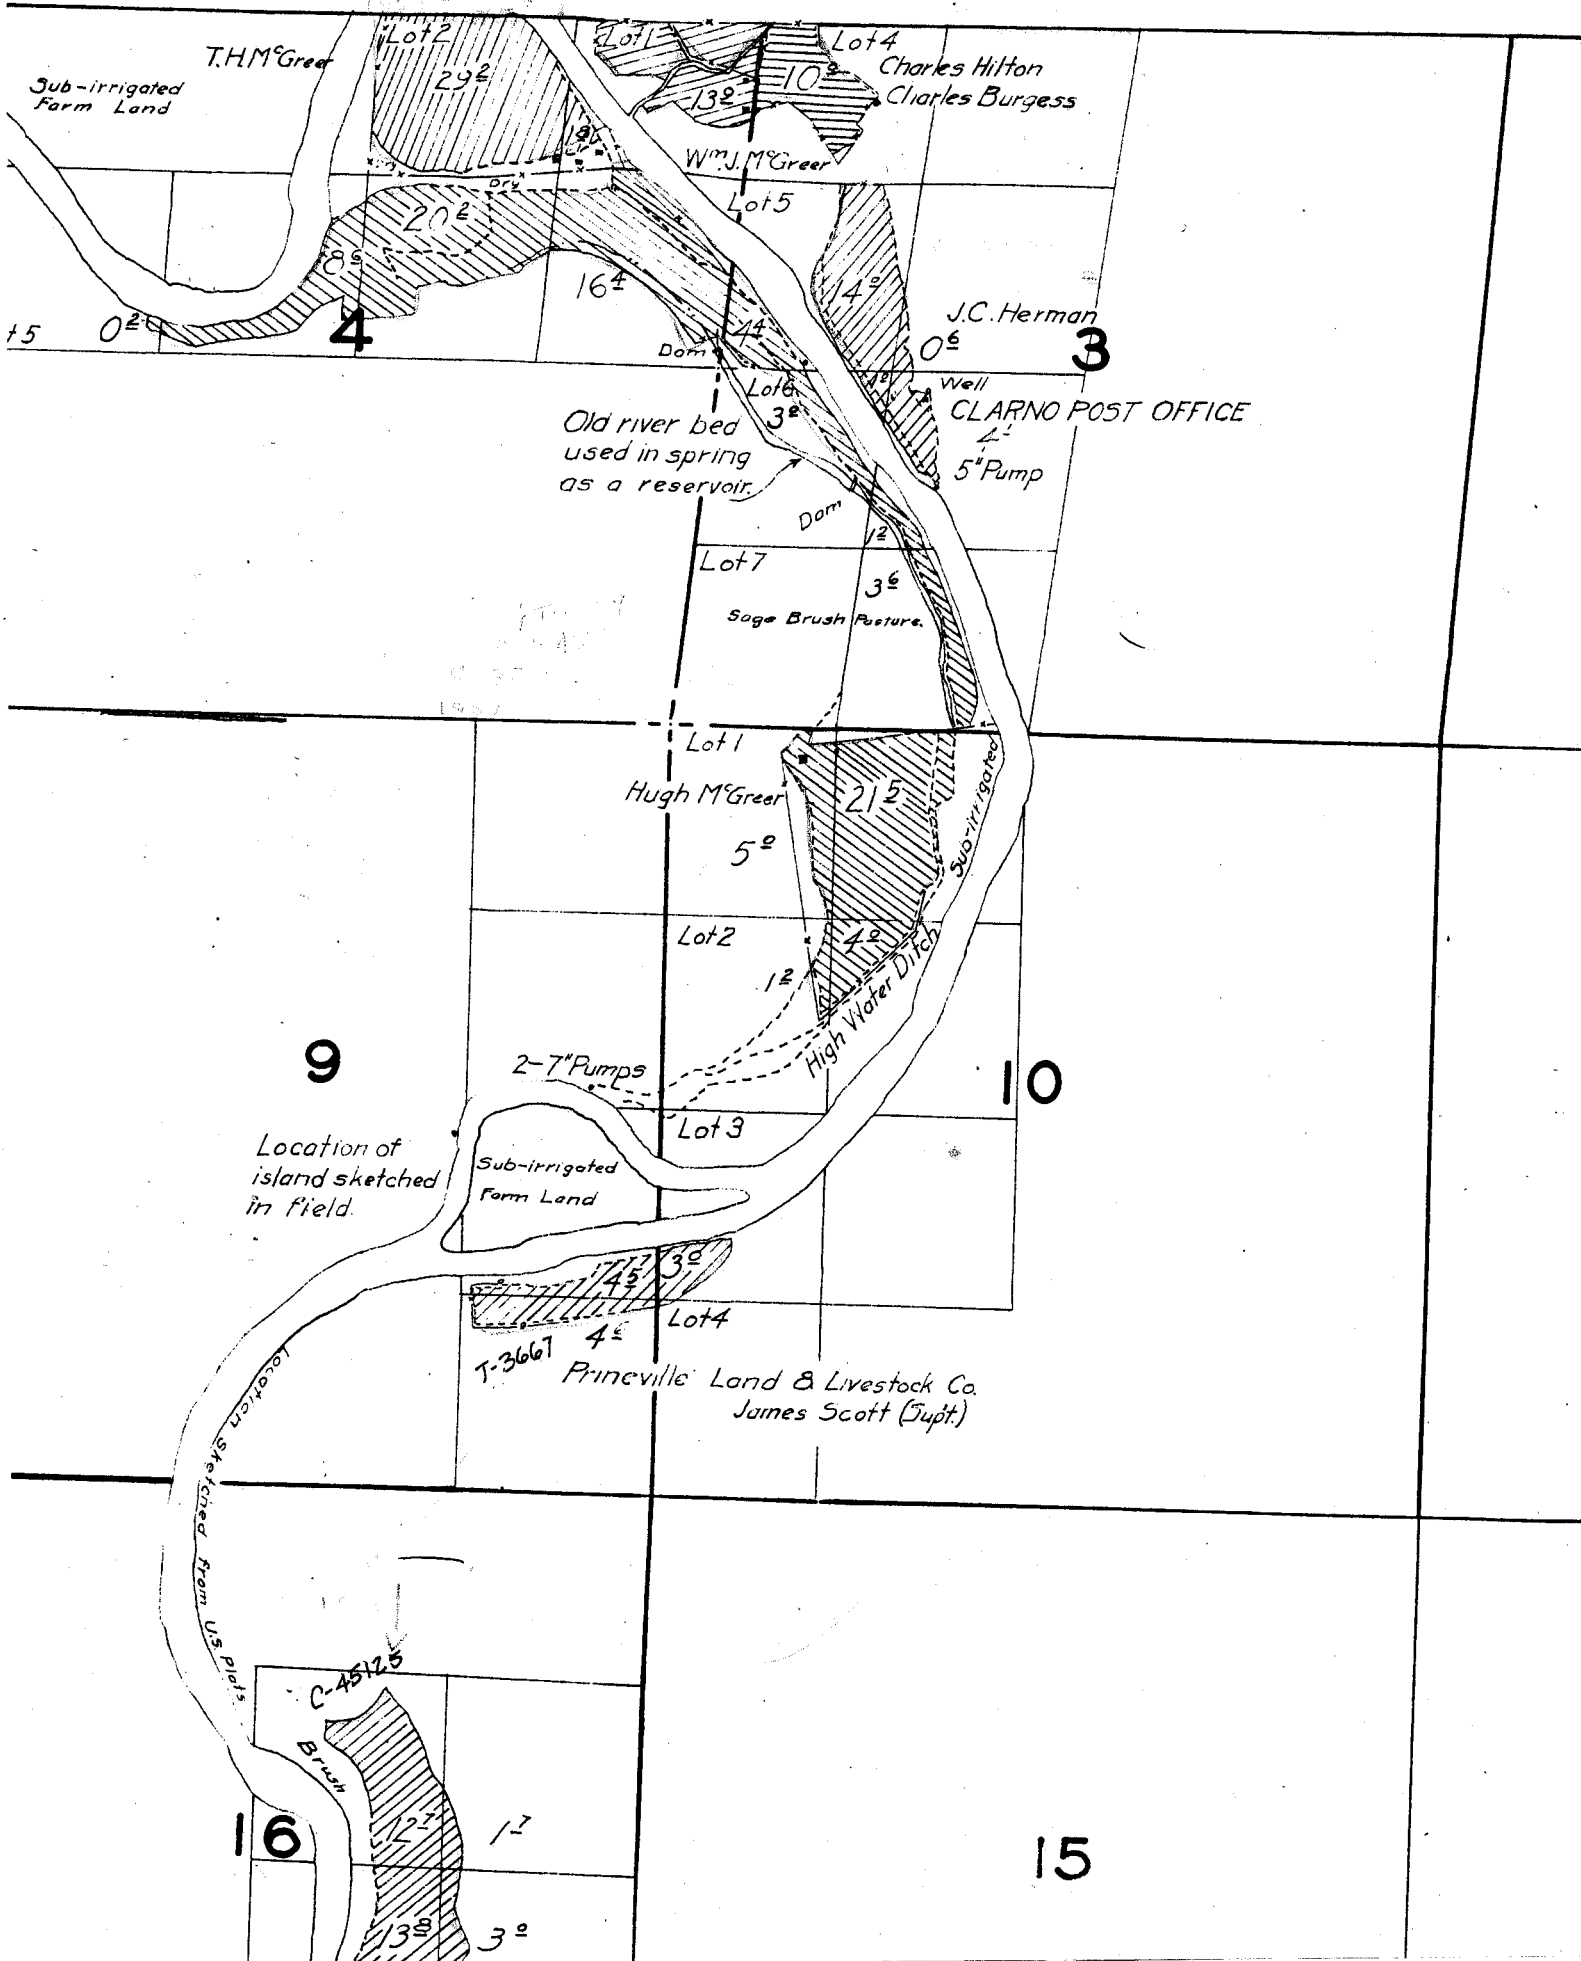 Lot 2
Lot 1
Lot 4
T.H.McGreer
Charles Hilton
Charles Burgess
Sub-irrigated
Farm Land
29 2
10 2
13 2
18
Wm. J. McGreer
Dry
Lot 5
20 2
8 6
16 4
14 0
J.C. Herman
t 5
0 2
4
4 4
0 6
3
Dam
Well
Lot 6
3 2
CLARNO POST OFFICE
Old river bed
used in spring
as a reservoir.
5" Pump
Dam
1 2
Lot 7
3 6
Sage Brush Pasture.
Lot 1
Hugh McGreer
21 5
Sub-irrigated
5 0
Lot 2
4 0
1 2
High Water Ditch
9
2-7" Pumps
10
Lot 3
Location of
island sketched
in field.
Sub-irrigated
Farm Land
3 0
4 5
Lot 4
4 6
T-3667
Prineville Land & Livestock Co.
James Scott (Supt.)
Location sketched from U.S. Plats
C-45125
Brush
16
12 7
1 7
15
13 8
3 0